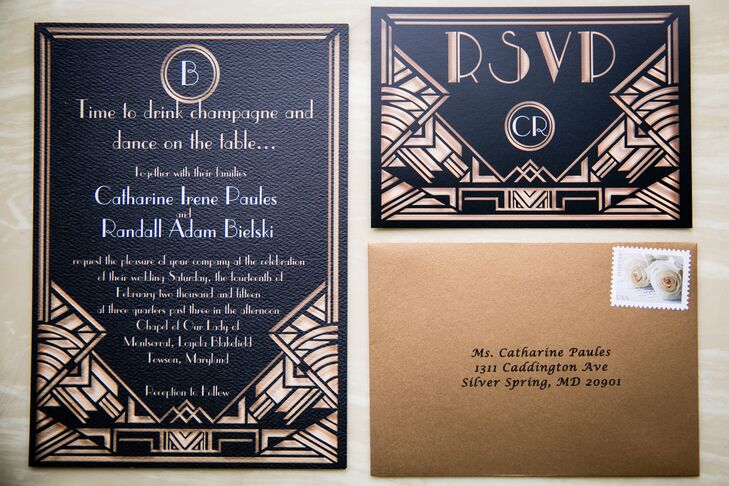 B
Time to drink champagne and
dance on the table...
Together with their families
Catharine Irene Paules
and
Randall Adam Bielski
request the pleasure of your company at the celebration
of their wedding Saturday, the fourteenth of
February two thousand and fifteen
at three quarters past three in the afternoon
Chapel of Our Lady of
Montserrat, Loyola Blakefield
Towson, Maryland
Reception to Follow
RSVP
CR
Ms. Catharine Paules
1311 Caddington Ave
Silver Spring, MD 20901
USA